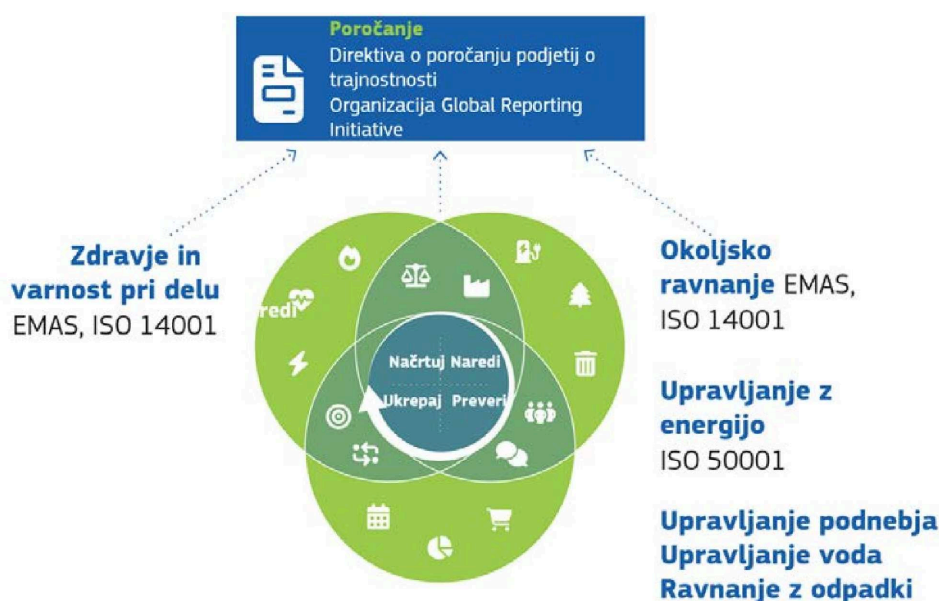 Poročanje
Direktiva o poročanju podjetij o
trajnostnosti
Organizacija Global Reporting
Initiative
Zdravje in
varnost pri delu
EMAS, ISO 14001
redi
Načrtuj Naredi
Ukrepaj Preveri
Okoljsko
ravnanje EMAS,
ISO 14001
Upravljanje z
energijo
ISO 50001
Upravljanje podnebja
Upravljanje voda
Ravnanje z odpadki